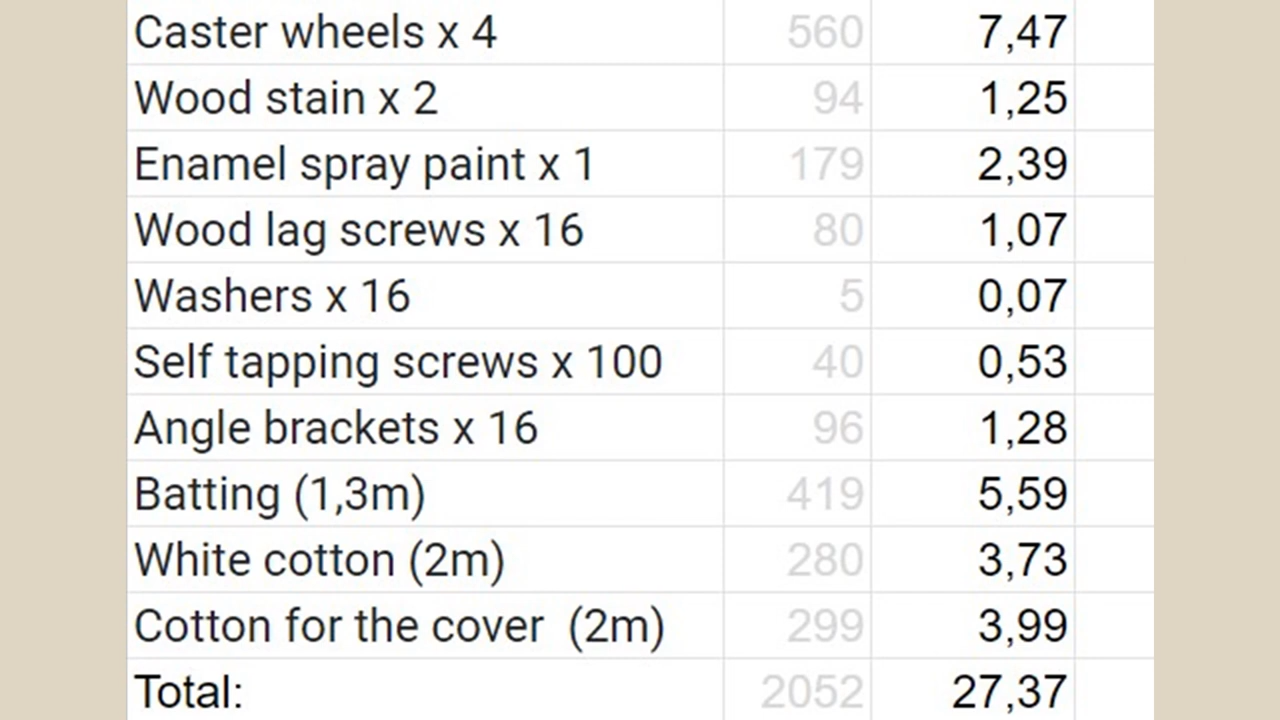 Caster wheels x 4 560 7,47
Wood stain x 2 94 1,25
Enamel spray paint x 1 179 2,39
Wood lag screws x 16 80 1,07
Washers x 16 5 0,07
Self tapping screws x 100 40 0,53
Angle brackets x 16 96 1,28
Batting (1,3m) 419 5,59
White cotton (2m) 280 3,73
Cotton for the cover (2m) 299 3,99
Total: 2052 27,37